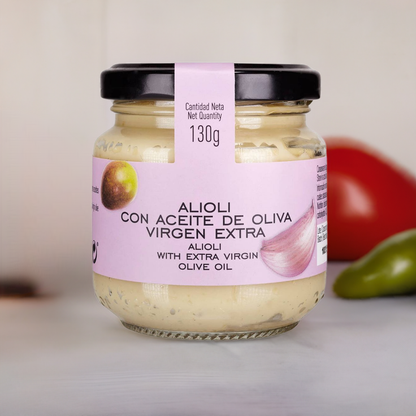 Cantidad Neta
Net Quantity
130g
ALIOLI
CON ACEITE DE OLIVA
VIRGEN EXTRA
ALIOLI
WITH EXTRA VIRGIN
OLIVE OIL